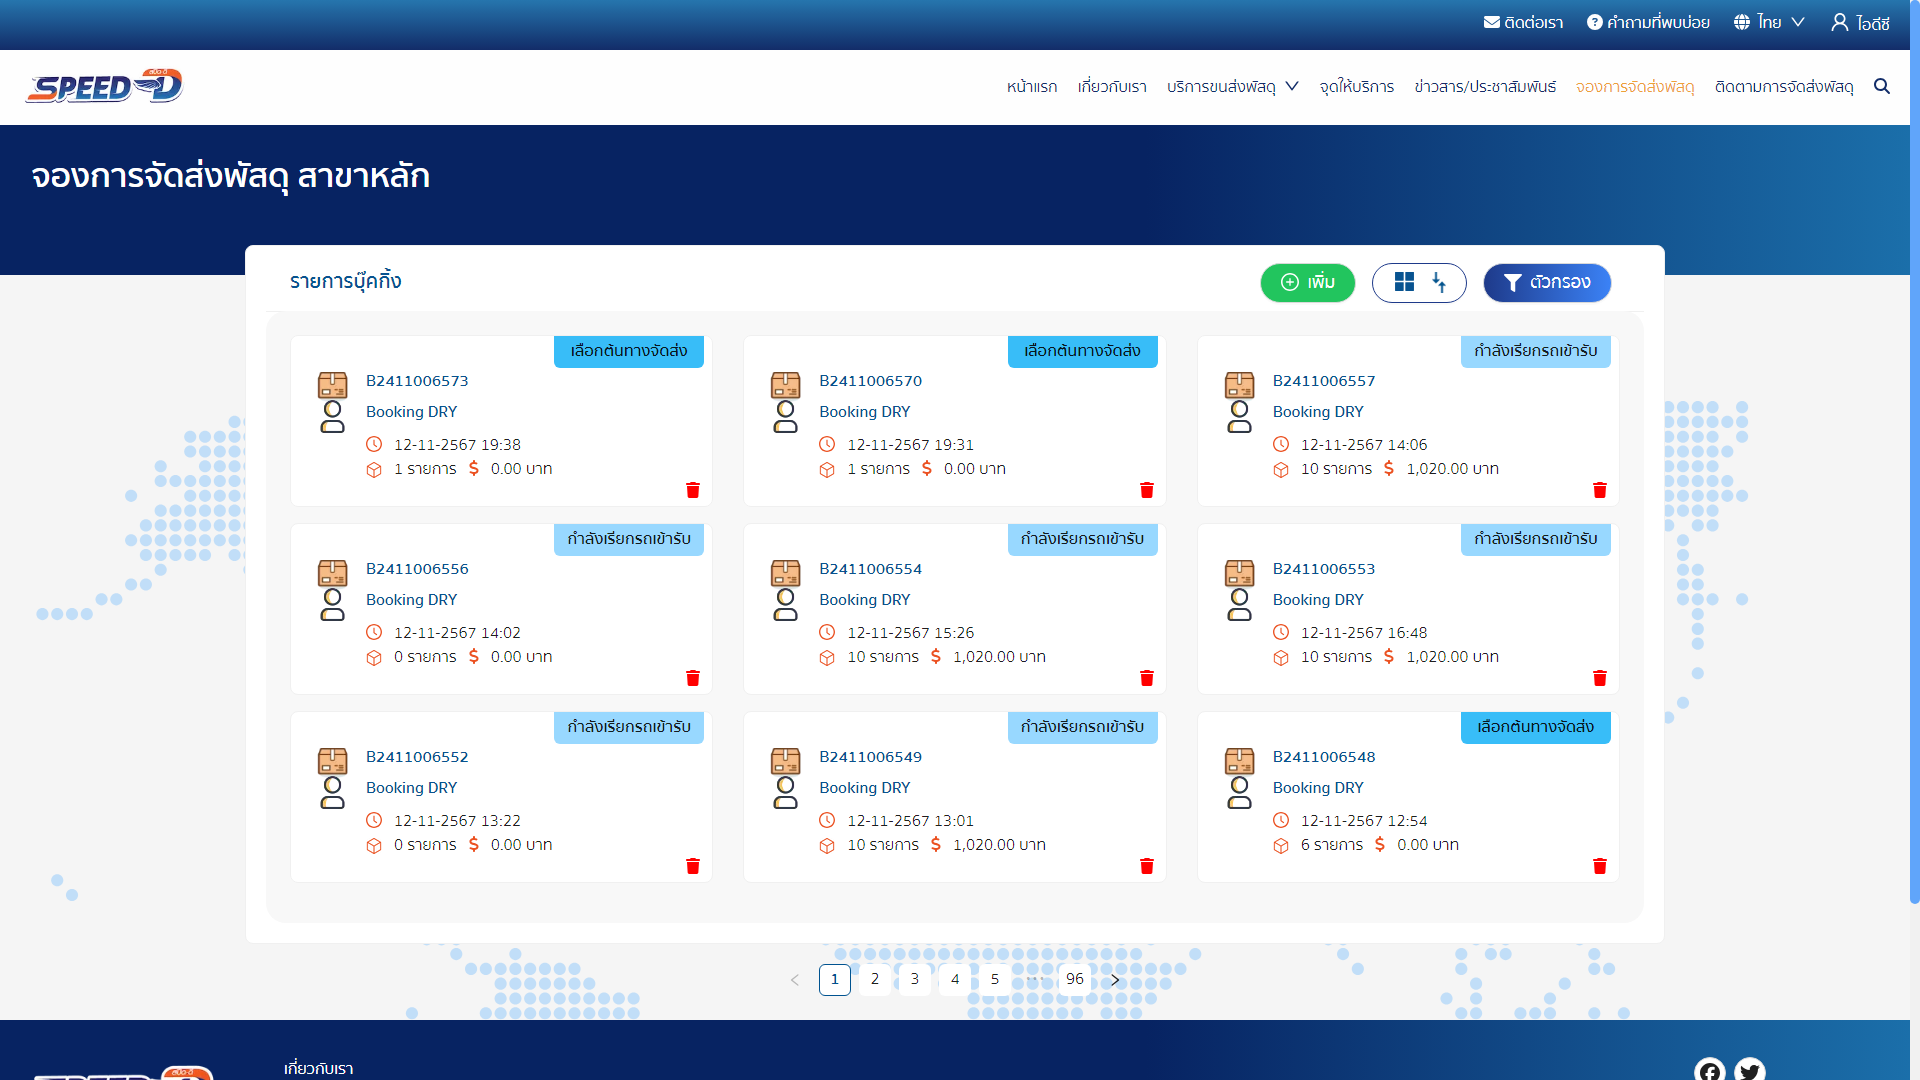 ติดต่อเรา คำถามที่พบบ่อย ไทย ไอดีซี
SPEED-D สปีด-ดี
หน้าแรก เกี่ยวกับเรา บริการขนส่งพัสดุ จุดให้บริการ ข่าวสาร/ประชาสัมพันธ์ จองการจัดส่งพัสดุ ติดตามการจัดส่งพัสดุ
จองการจัดส่งพัสดุ สาขาหลัก
รายการบุ๊คกิ้ง
เพิ่ม ตัวกรอง
เลือกต้นทางจัดส่ง
B2411006573
Booking DRY
12-11-2567 19:38
1 รายการ $ 0.00 บาท
เลือกต้นทางจัดส่ง
B2411006570
Booking DRY
12-11-2567 19:31
1 รายการ $ 0.00 บาท
กำลังเรียกรถเข้ารับ
B2411006557
Booking DRY
12-11-2567 14:06
10 รายการ $ 1,020.00 บาท
กำลังเรียกรถเข้ารับ
B2411006556
Booking DRY
12-11-2567 14:02
0 รายการ $ 0.00 บาท
กำลังเรียกรถเข้ารับ
B2411006554
Booking DRY
12-11-2567 15:26
10 รายการ $ 1,020.00 บาท
กำลังเรียกรถเข้ารับ
B2411006553
Booking DRY
12-11-2567 16:48
10 รายการ $ 1,020.00 บาท
กำลังเรียกรถเข้ารับ
B2411006552
Booking DRY
12-11-2567 13:22
0 รายการ $ 0.00 บาท
กำลังเรียกรถเข้ารับ
B2411006549
Booking DRY
12-11-2567 13:01
10 รายการ $ 1,020.00 บาท
เลือกต้นทางจัดส่ง
B2411006548
Booking DRY
12-11-2567 12:54
6 รายการ $ 0.00 บาท
< 1 2 3 4 5 ••• 96 >
เกี่ยวกับเรา